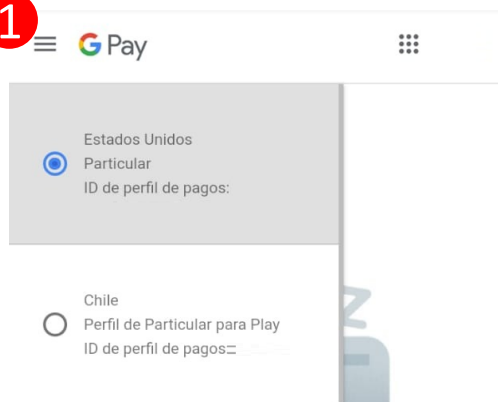 1
G Pay
Estados Unidos
Particular
ID de perfil de pagos:
Chile
Perfil de Particular para Play
ID de perfil de pagos: